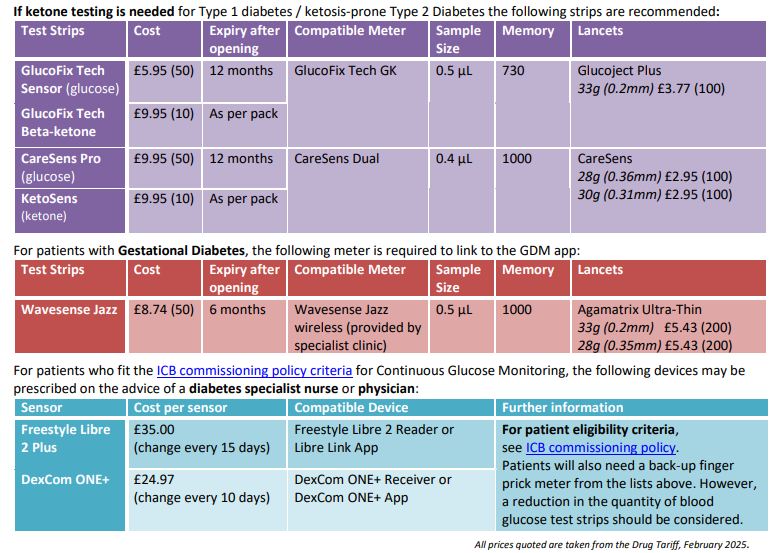 If ketone testing is needed for Type 1 diabetes / ketosis-prone Type 2 Diabetes the following strips are recommended:
Test Strips Cost Expiry after opening Compatible Meter Sample Size Memory Lancets
GlucoFix Tech Sensor (glucose) £5.95 (50) 12 months GlucoFix Tech GK 0.5 µL 730 Glucoject Plus
33g (0.2mm) £3.77 (100)
GlucoFix Tech Beta-ketone £9.95 (10) As per pack
CareSens Pro (glucose) £9.95 (50) 12 months CareSens Dual 0.4 µL 1000 CareSens
28g (0.36mm) £2.95 (100)
30g (0.31mm) £2.95 (100)
KetoSens (ketone) £9.95 (10) As per pack
For patients with Gestational Diabetes, the following meter is required to link to the GDM app:
Test Strips Cost Expiry after opening Compatible Meter Sample Size Memory Lancets
Wavesense Jazz £8.74 (50) 6 months Wavesense Jazz wireless (provided by specialist clinic) 0.5 µL 1000 Agamatrix Ultra-Thin
33g (0.2mm) £5.43 (200)
28g (0.35mm) £5.43 (200)
For patients who fit the ICB commissioning policy criteria for Continuous Glucose Monitoring, the following devices may be
prescribed on the advice of a diabetes specialist nurse or physician:
Sensor Cost per sensor Compatible Device Further information
Freestyle Libre 2 Plus £35.00 (change every 15 days) Freestyle Libre 2 Reader or Libre Link App
DexCom ONE+ £24.97 (change every 10 days) DexCom ONE+ Receiver or DexCom ONE+ App
For patient eligibility criteria,
see ICB commissioning policy.
Patients will also need a back-up finger
prick meter from the lists above. However,
a reduction in the quantity of blood
glucose test strips should be considered.
All prices quoted are taken from the Drug Tariff, February 2025.